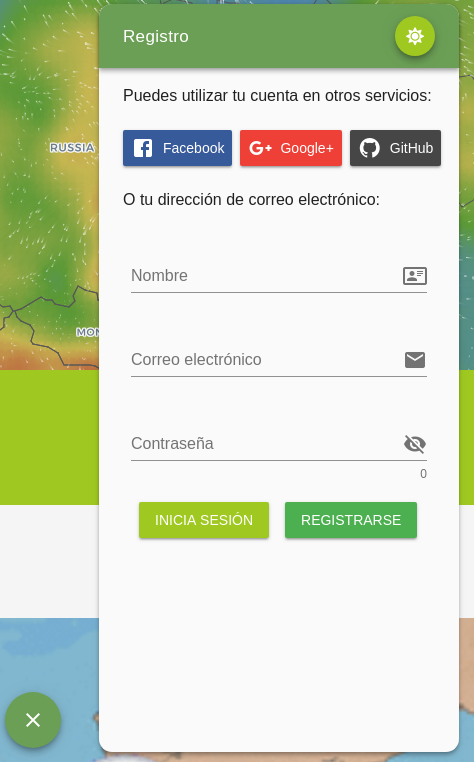 Registro
Puedes utilizar tu cuenta en otros servicios:
Facebook
Google+
GitHub
RUSSIA
O tu dirección de correo electrónico:
Nombre
MON
Correo electrónico
Contraseña
0
INICIA SESIÓN
REGISTRARSE